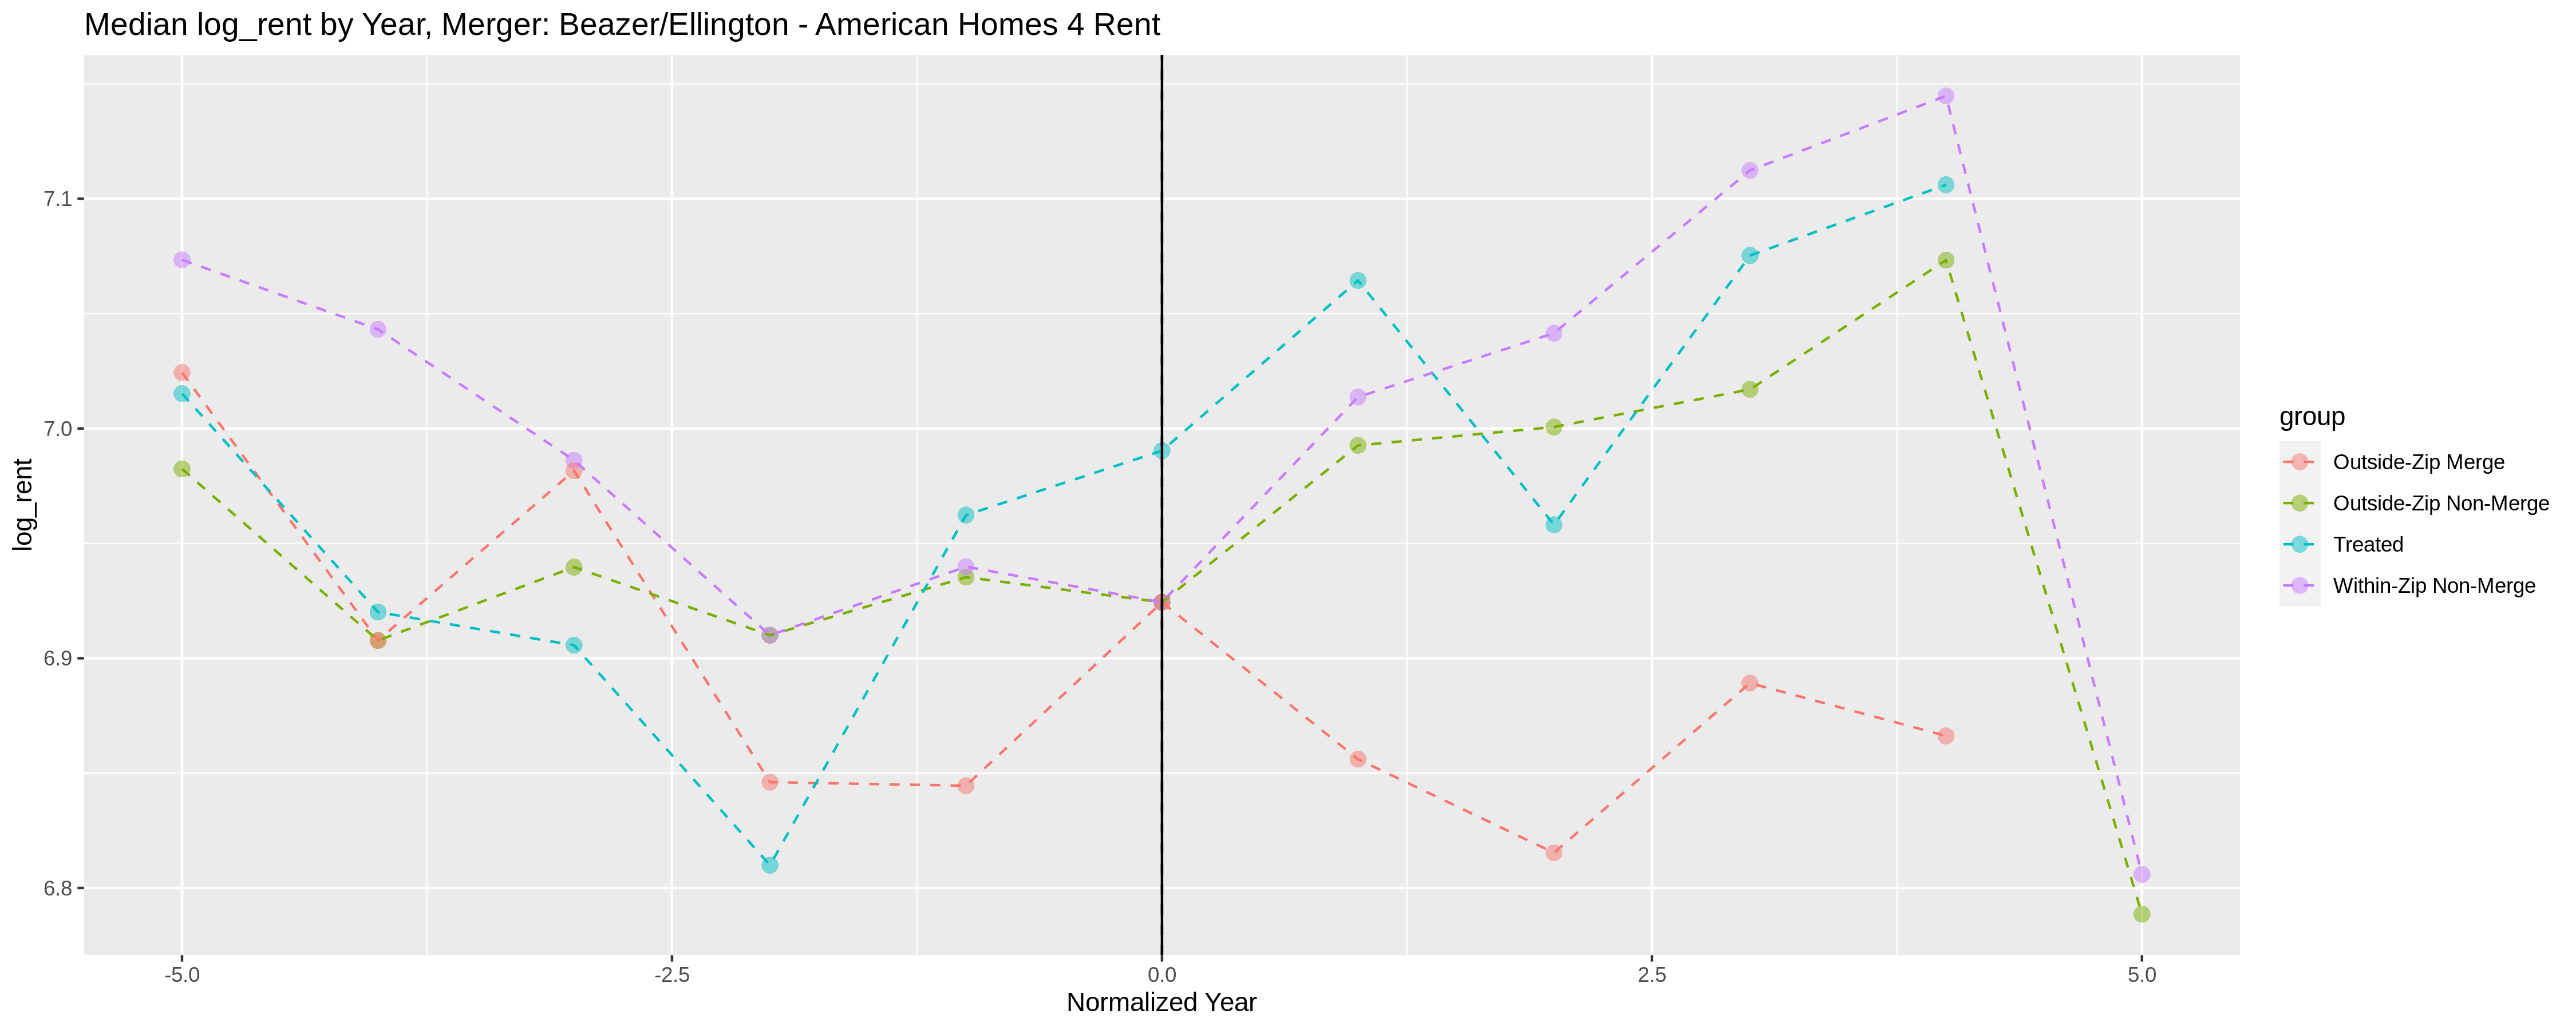 Median log_rent by Year, Merger: Beazer/Ellington - American Homes 4 Rent
log_rent
7.1
7.0
6.9
6.8
-5.0
-2.5
0.0
2.5
5.0
Normalized Year
group
Outside-Zip Merge
Outside-Zip Non-Merge
Treated
Within-Zip Non-Merge